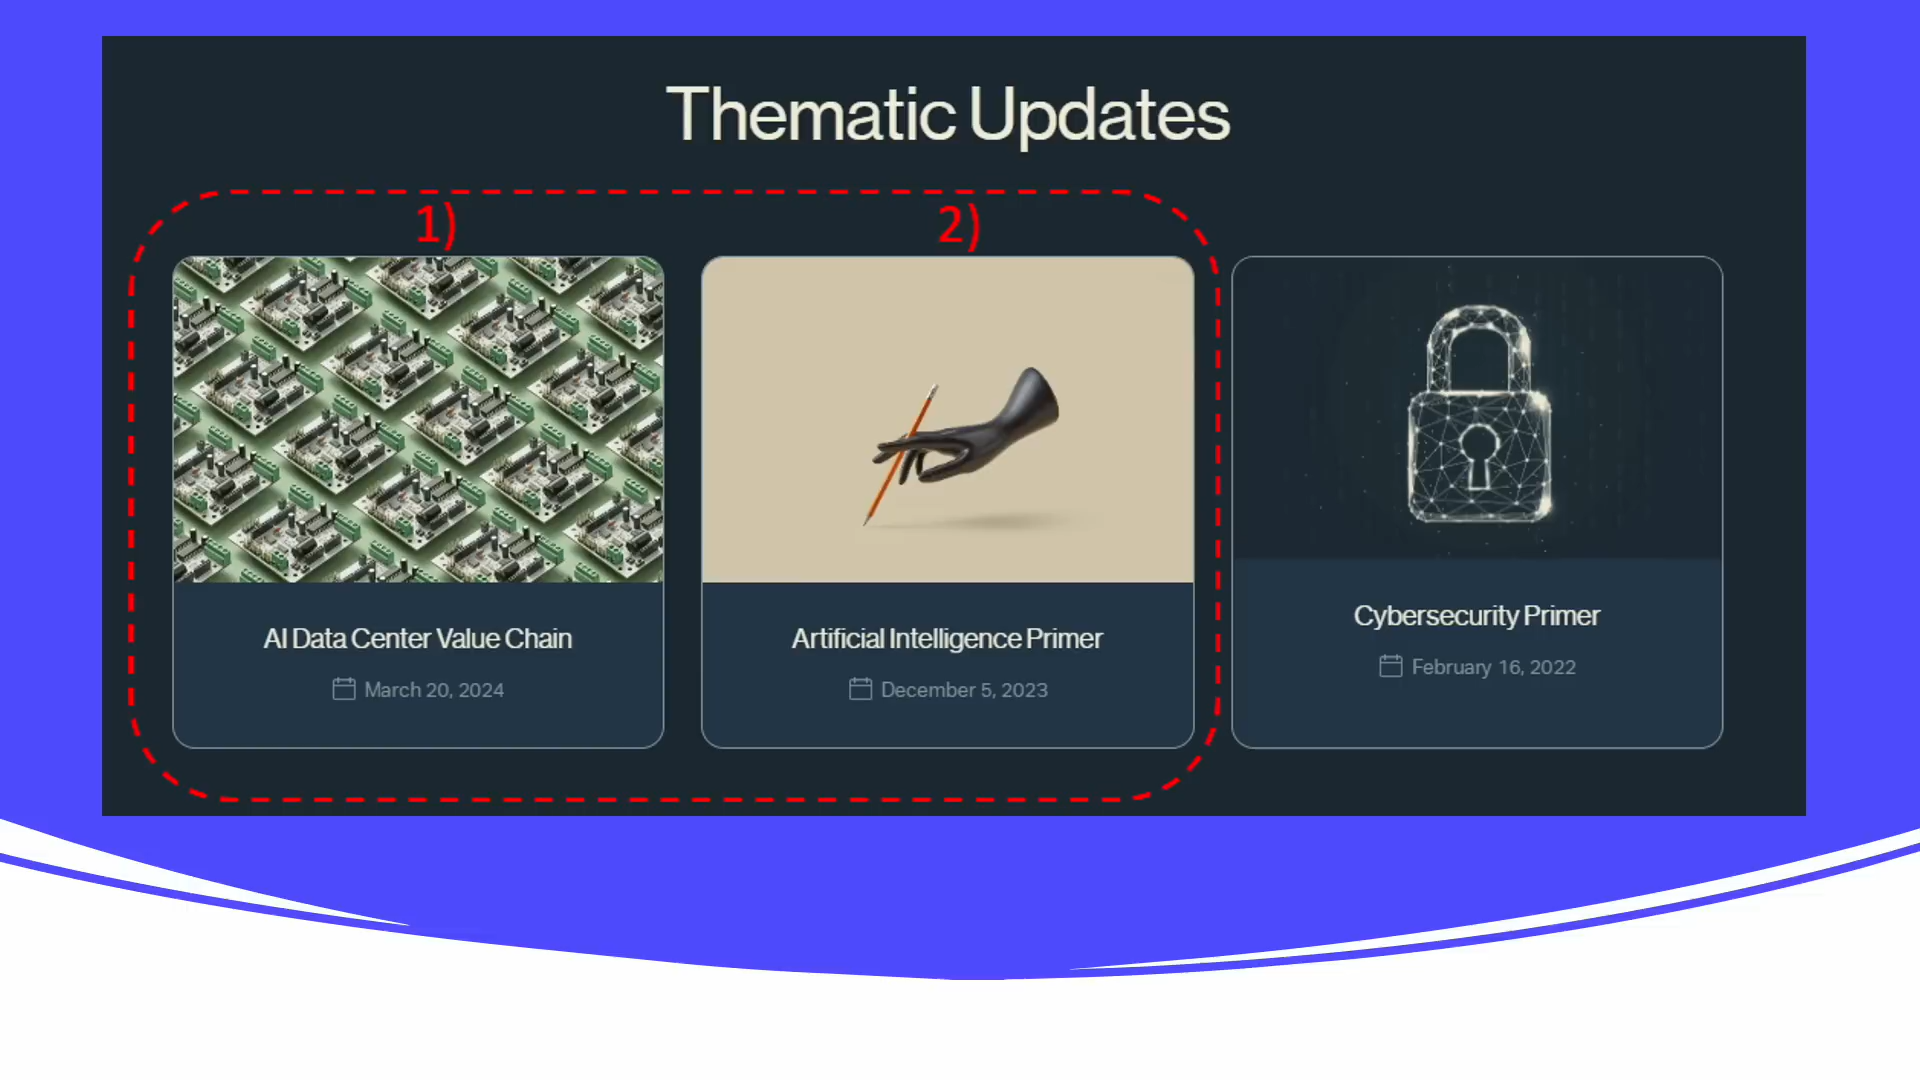 Thematic Updates
1)
2)
AI Data Center Value Chain
March 20, 2024
Artificial Intelligence Primer
December 5, 2023
Cybersecurity Primer
February 16, 2022